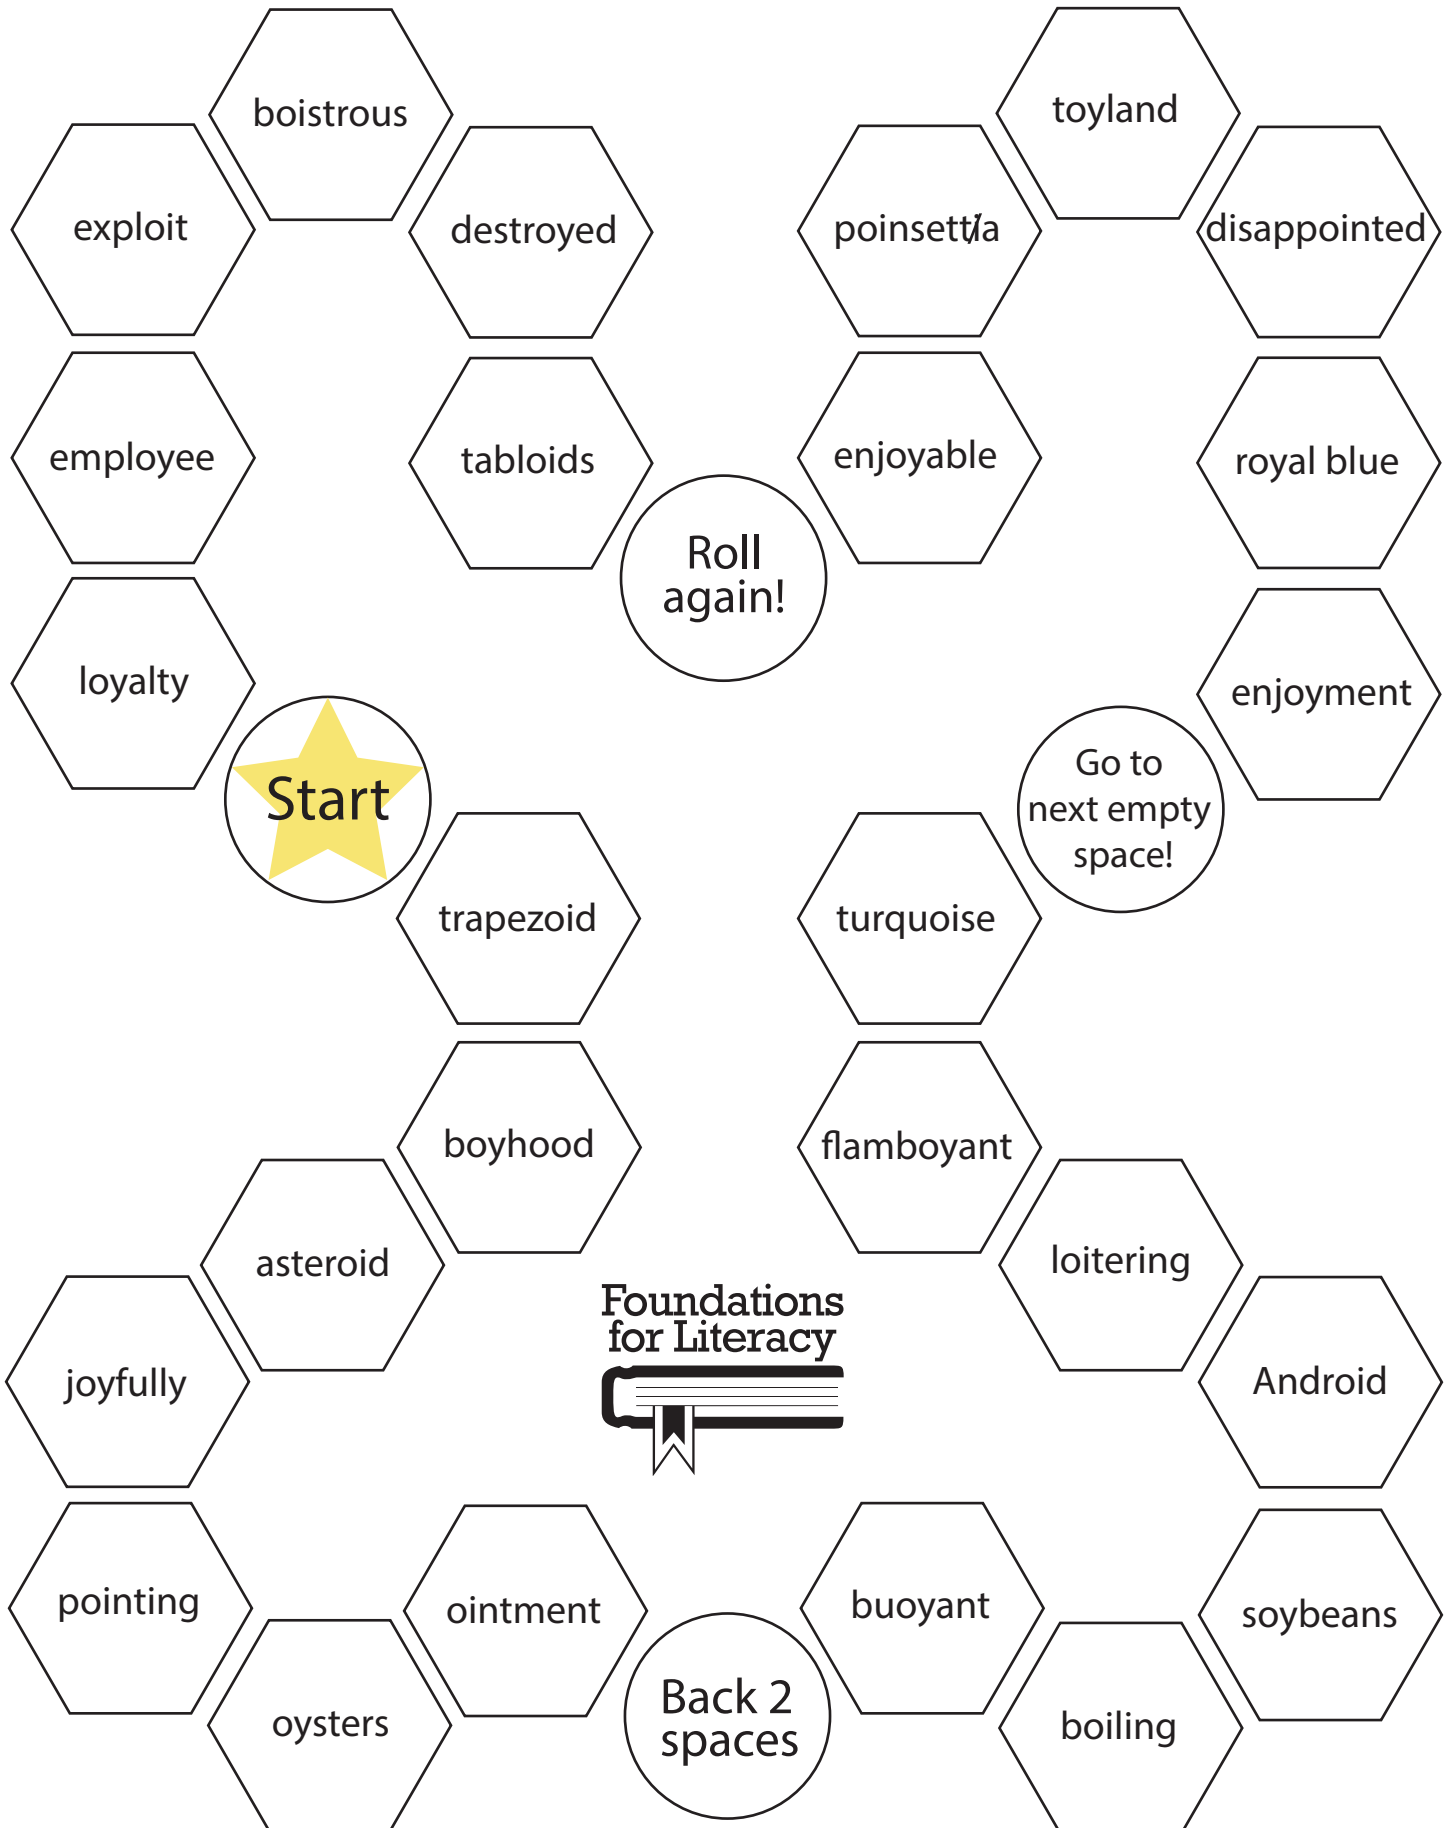 boistrous
toyland
exploit
destroyed
poinsettia
disappointed
employee
tabloids
enjoyable
royal blue
Roll
again!
loyalty
enjoyment
Start
Go to
next empty
space!
trapezoid
turquoise
boyhood
flamboyant
asteroid
loitering
Foundations
for Literacy
joyfully
Android
pointing
ointment
buoyant
soybeans
oysters
Back 2
spaces
boiling